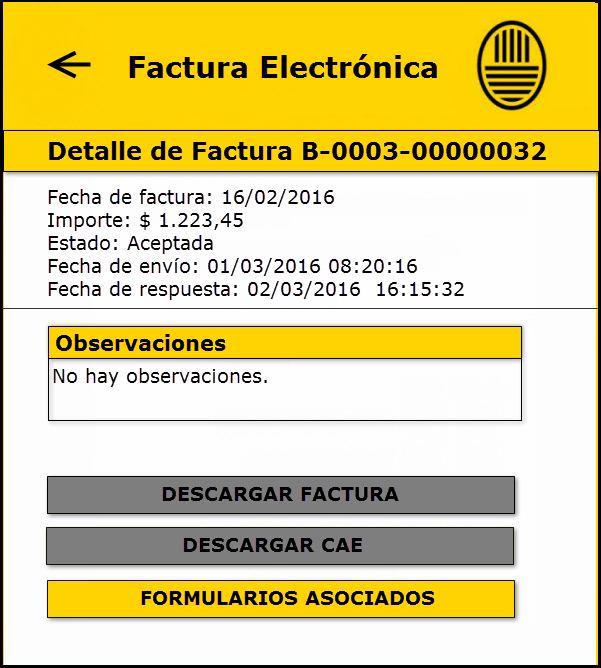 Factura Electrónica
Detalle de Factura B-0003-00000032
Fecha de factura: 16/02/2016
Importe: $ 1.223,45
Estado: Aceptada
Fecha de envío: 01/03/2016 08:20:16
Fecha de respuesta: 02/03/2016  16:15:32
Observaciones
No hay observaciones.
DESCARGAR FACTURA
DESCARGAR CAE
FORMULARIOS ASOCIADOS